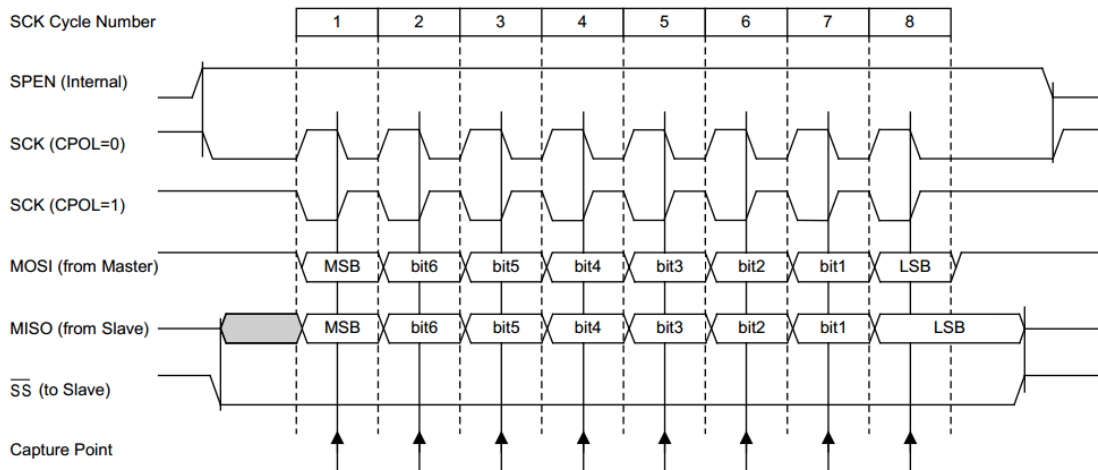 SCK Cycle Number 1 2 3 4 5 6 7 8
SPEN (Internal)
SCK (CPOL=0)
SCK (CPOL=1)
MOSI (from Master) MSB bit6 bit5 bit4 bit3 bit2 bit1 LSB
MISO (from Slave) MSB bit6 bit5 bit4 bit3 bit2 bit1 LSB
S̅S̅ (to Slave)
Capture Point